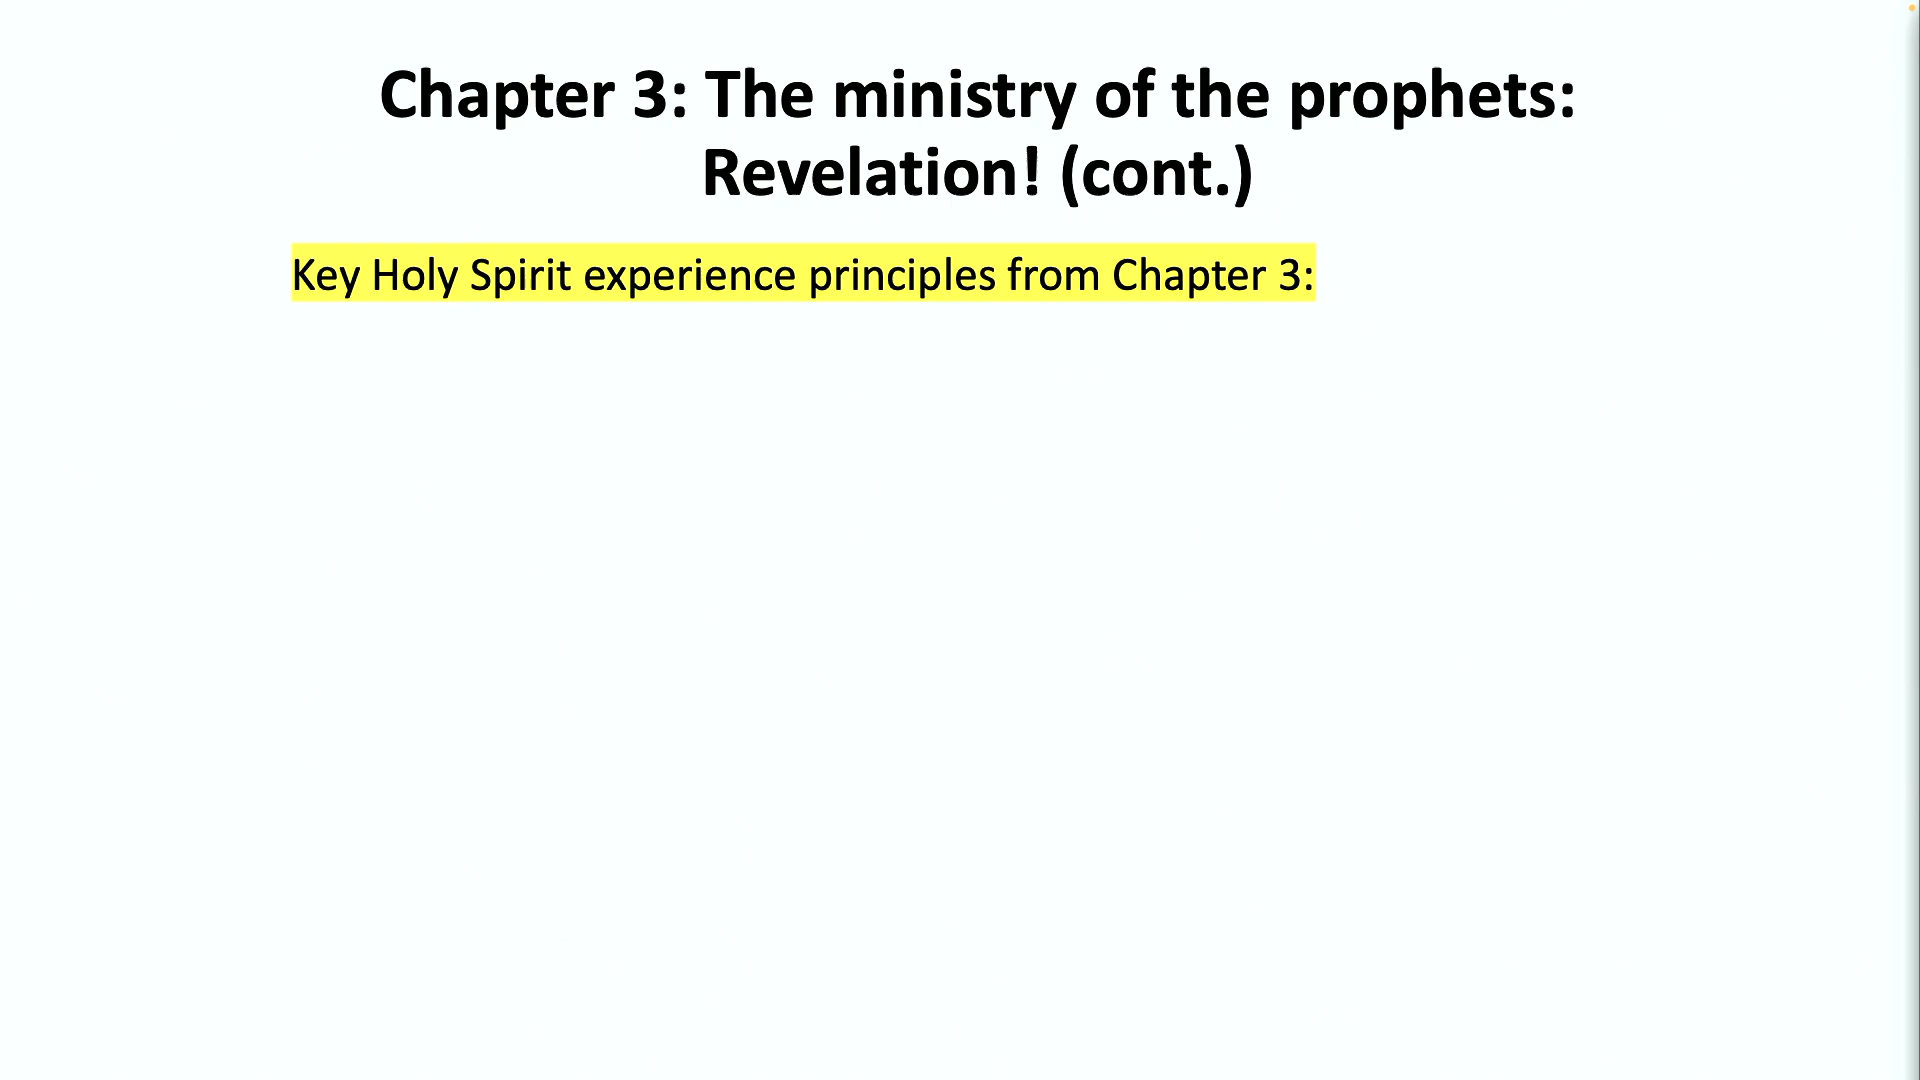 Chapter 3: The ministry of the prophets:
Revelation! (cont.)
Key Holy Spirit experience principles from Chapter 3: